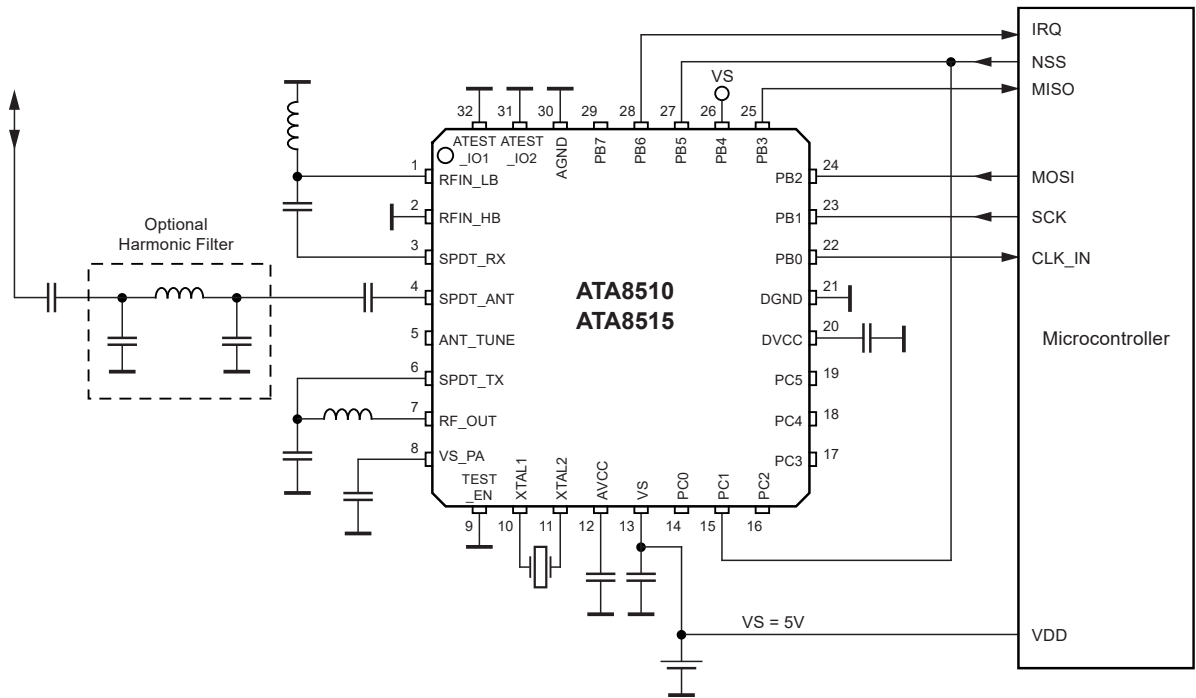 IRQ
NSS
MISO
MOSI
SCK
CLK_IN
Microcontroller
VDD
VS
32
31
30
29
28
27
26
25
ATEST
_IO1
ATEST
_IO2
AGND
PB7
PB6
PB5
PB4
PB3
1
RFIN_LB
2
RFIN_HB
3
SPDT_RX
4
SPDT_ANT
5
ANT_TUNE
6
SPDT_TX
7
RF_OUT
8
VS_PA
Optional
Harmonic Filter
ATA8510
ATA8515
PB2
24
PB1
23
PB0
22
DGND
21
DVCC
20
PC5
19
PC4
18
PC3
17
TEST
_EN
XTAL1
XTAL2
AVCC
VS
PC0
PC1
PC2
9
10
11
12
13
14
15
16
VS = 5V